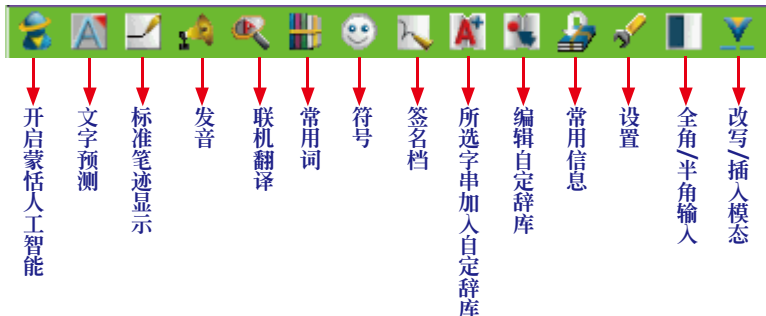 开启蒙恬人工智能
文字预测
标准笔迹显示
发音
联机翻译
常用词
符号
签名档
所选字串加入自定辞库
编辑自定辞库
常用信息
设置
全角/半角输入
改写/插入模态